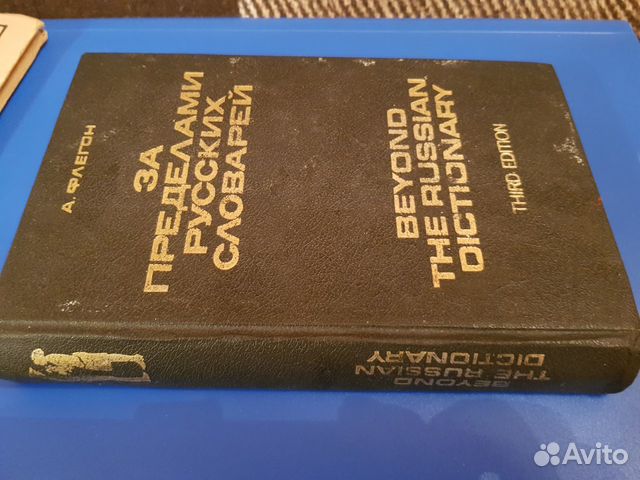 А. ФЛЕГОН
ЗА
ПРЕДЕЛАМИ
РУССКИХ
СЛОВАРЕЙ
BEYOND
THE RUSSIAN
DICTIONARY
THIRD EDITION
BEYOND
THE RUSSIAN
DICTIONARY
Avito